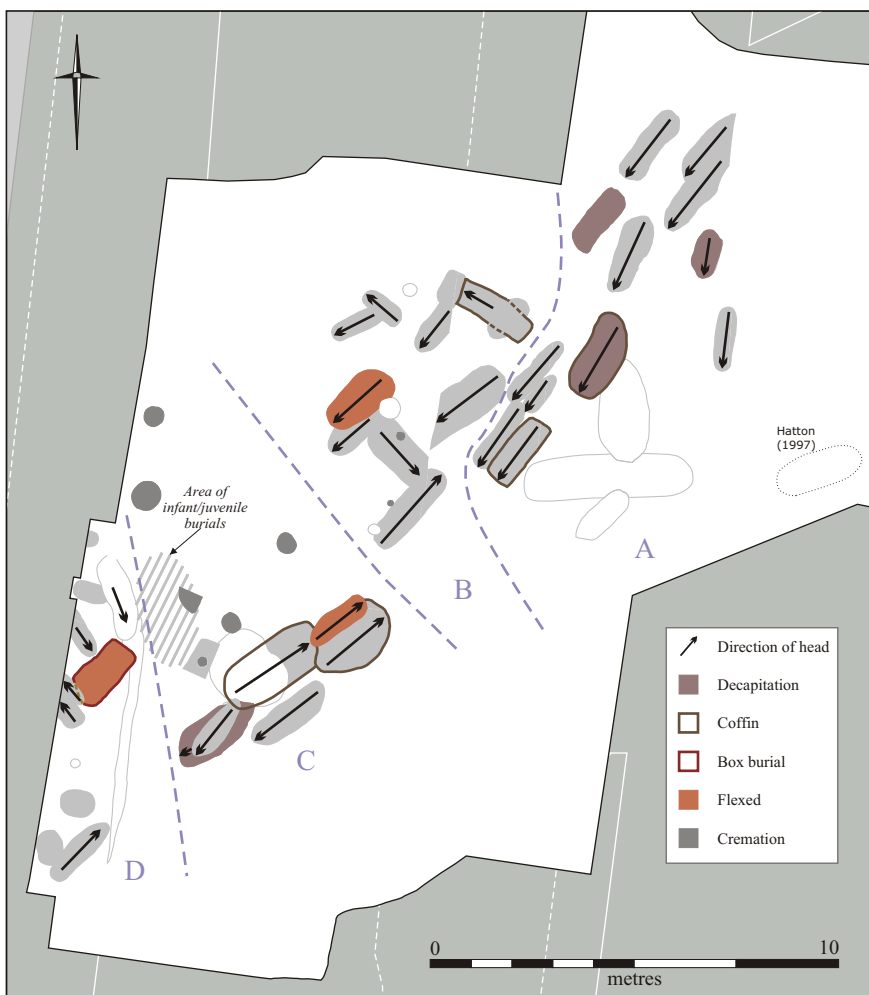 Hatton
(1997)
Area of
infant/juvenile
burials
A
B
C
D
Direction of head
Decapitation
Coffin
Box burial
Flexed
Cremation
0 10
metres